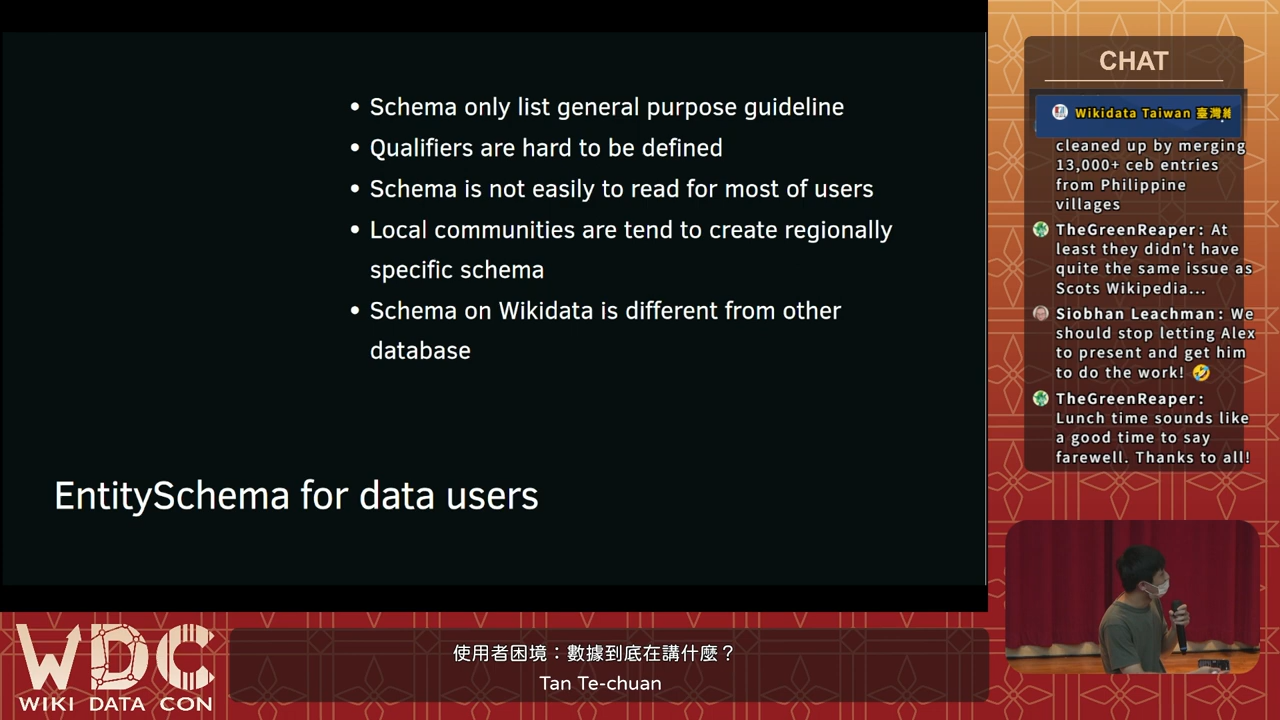 • Schema only list general purpose guideline
• Qualifiers are hard to be defined
• Schema is not easily to read for most of users
• Local communities are tend to create regionally
specific schema
• Schema on Wikidata is different from other
database
EntitySchema for data users
CHAT
Wikidata Taiwan 臺灣維
cleaned up by merging
13,000+ ceb entries
from Philippine
villages
TheGreenReaper: At
least they didn't have
quite the same issue as
Scots Wikipedia...
Siobhan Leachman: We
should stop letting Alex
to present and get him
to do the work! 🤣
TheGreenReaper:
Lunch time sounds like
a good time to say
farewell. Thanks to all!
WDC
WIKI DATA CON
使用者困境：數據到底在講什麼？
Tan Te-chuan